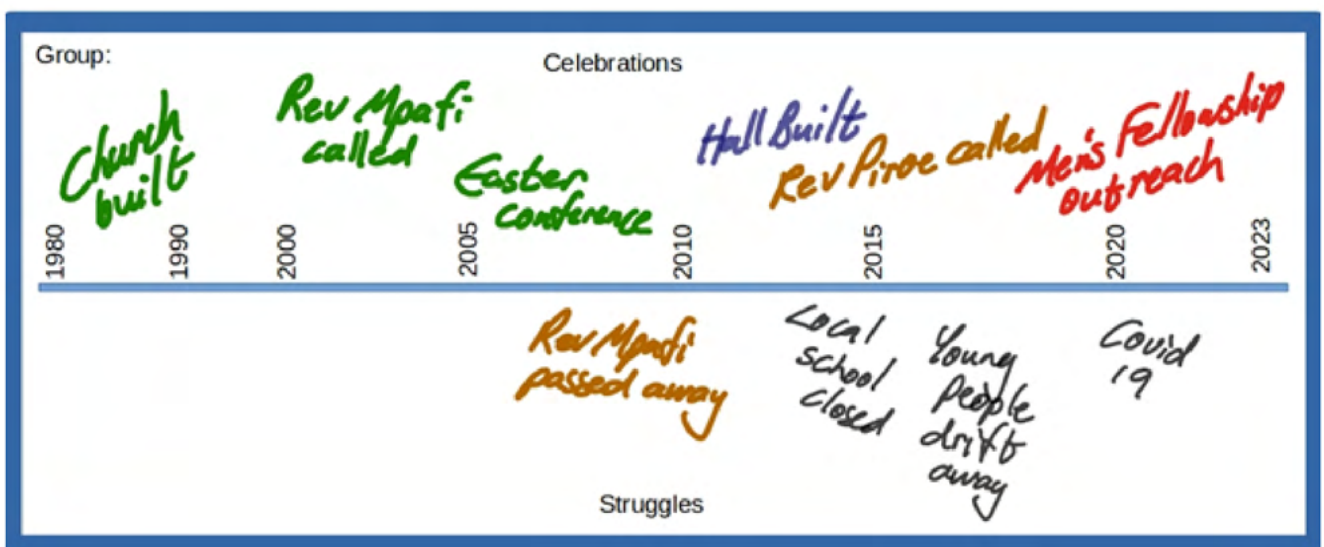 Group:
Celebrations
Church
built
Rev Mpafi
called
Easter
conference
Hall Built
Rev Piroe called
Men's Fellowship
outreach
1980
1990
2000
2005
2010
2015
2020
2023
Rev Mpafi
passed away
Local
school
closed
Young
People
drift
away
Covid
19
Struggles